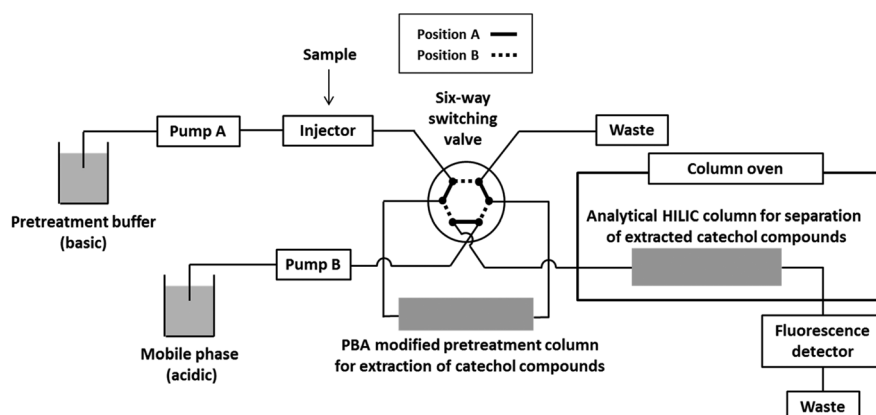 Position A
Position B
Sample
Six-way
switching
valve
Pump A
Injector
Waste
Column oven
Pretreatment buffer
(basic)
Analytical HILIC column for separation
of extracted catechol compounds
Pump B
Mobile phase
(acidic)
PBA modified pretreatment column
for extraction of catechol compounds
Fluorescence
detector
Waste